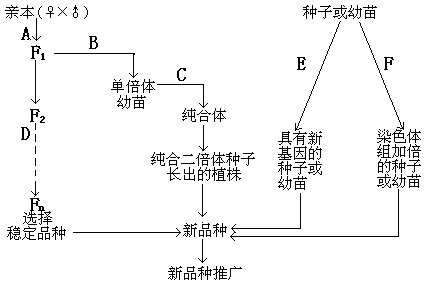 亲本(♀×♂)
种子或幼苗
A
B
F₁
C
E
F
单倍体
幼苗
纯合体
F₂
D
具有新
基因的
种子或
幼苗
染色体
组加倍
的种子
或幼苗
纯合二倍体种子
长出的植株
Fn
选择
稳定品种
新品种
新品种推广